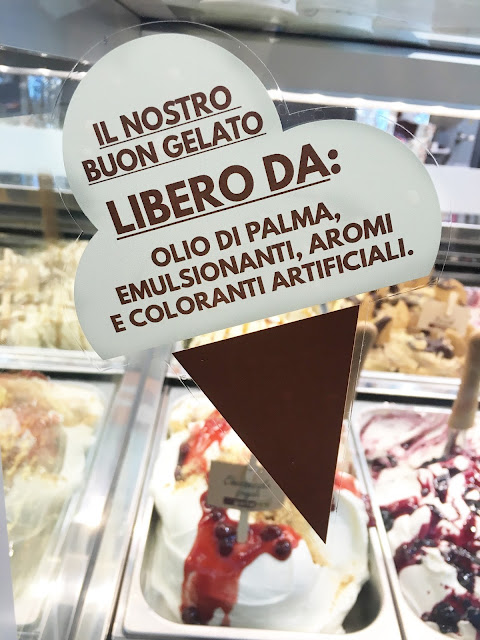 IL NOSTRO
BUON GELATO
LIBERO DA:
OLIO DI PALMA,
EMULSIONANTI, AROMI
E COLORANTI ARTIFICIALI.